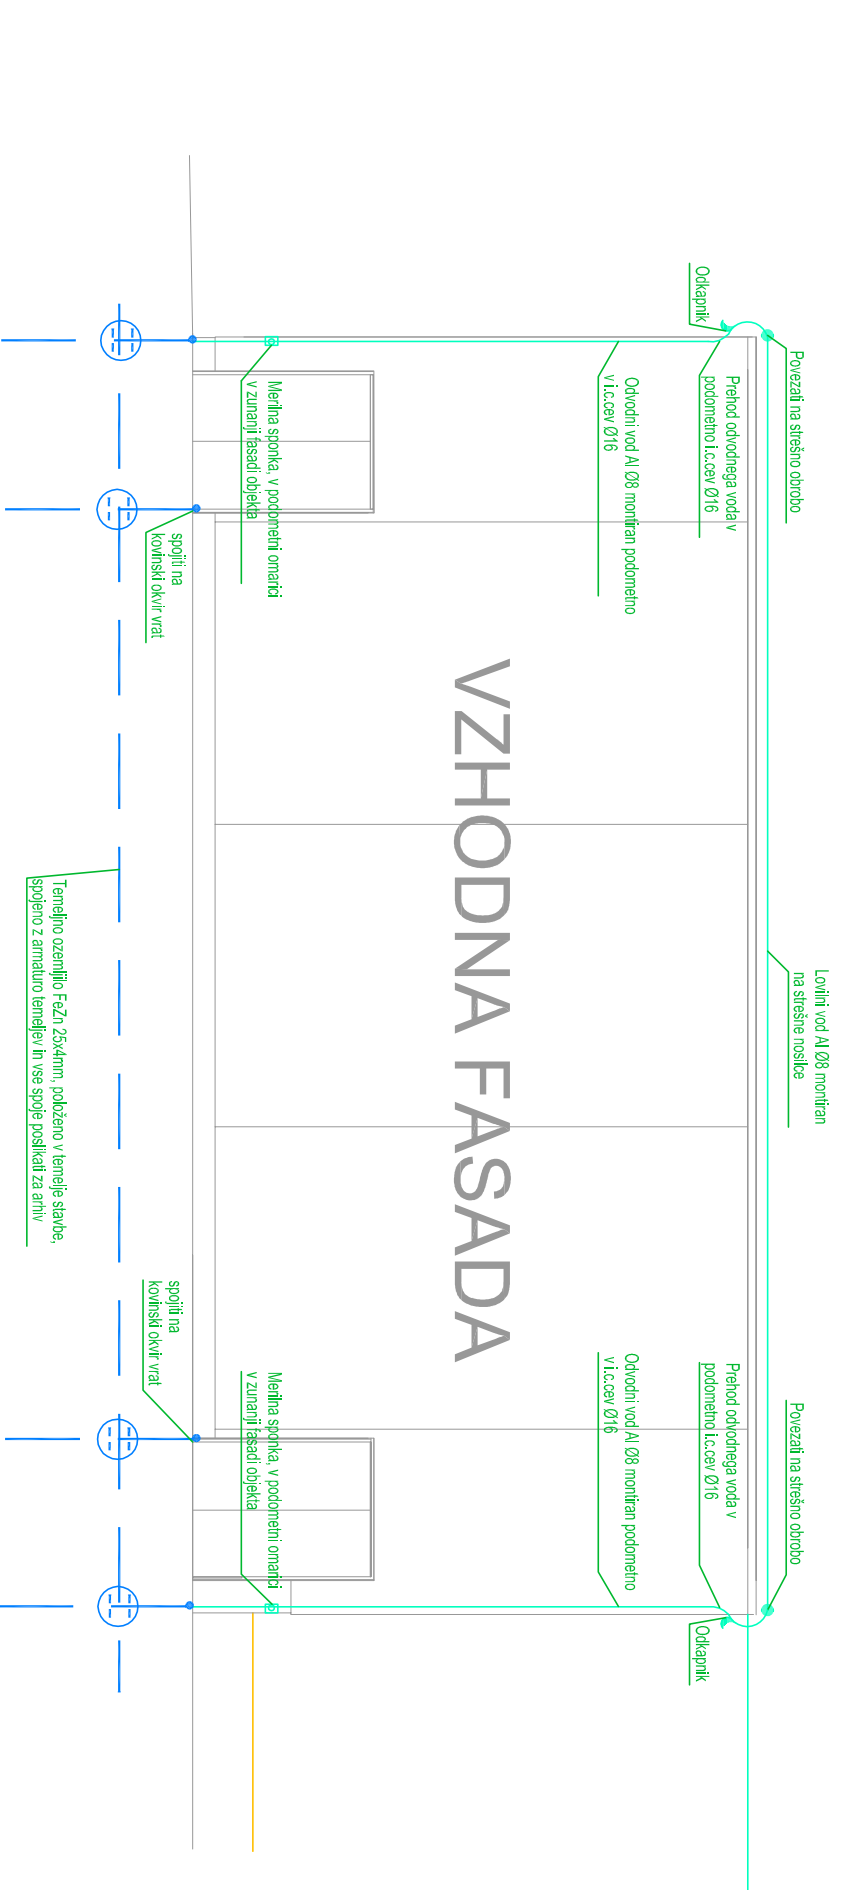 Povezati na strešno obrobo
Lovilni vod Al Ø8 montiran
na strešne nosilce
Povezati na strešno obrobo
Odkapnik
Prehod odvodnega voda v
podometno i.c.cev Ø16
Prehod odvodnega voda v
podometno i.c.cev Ø16
Odkapnik
Odvodni vod Al Ø8 montiran podometno
v i.c.cev Ø16
Odvodni vod Al Ø8 montiran podometno
v i.c.cev Ø16
VZHODNA FASADA
Merilna sponka, v podometni omarici
v zunanji fasadi objekta
Merilna sponka, v podometni omarici
v zunanji fasadi objekta
spojiti na
kovinski okvir vrat
spojiti na
kovinski okvir vrat
Temeljno ozemljilo FeZn 25x4mm, položeno v temelje stavbe,
spojeno z armaturo temeljev in vse spoje poslikati za arhiv